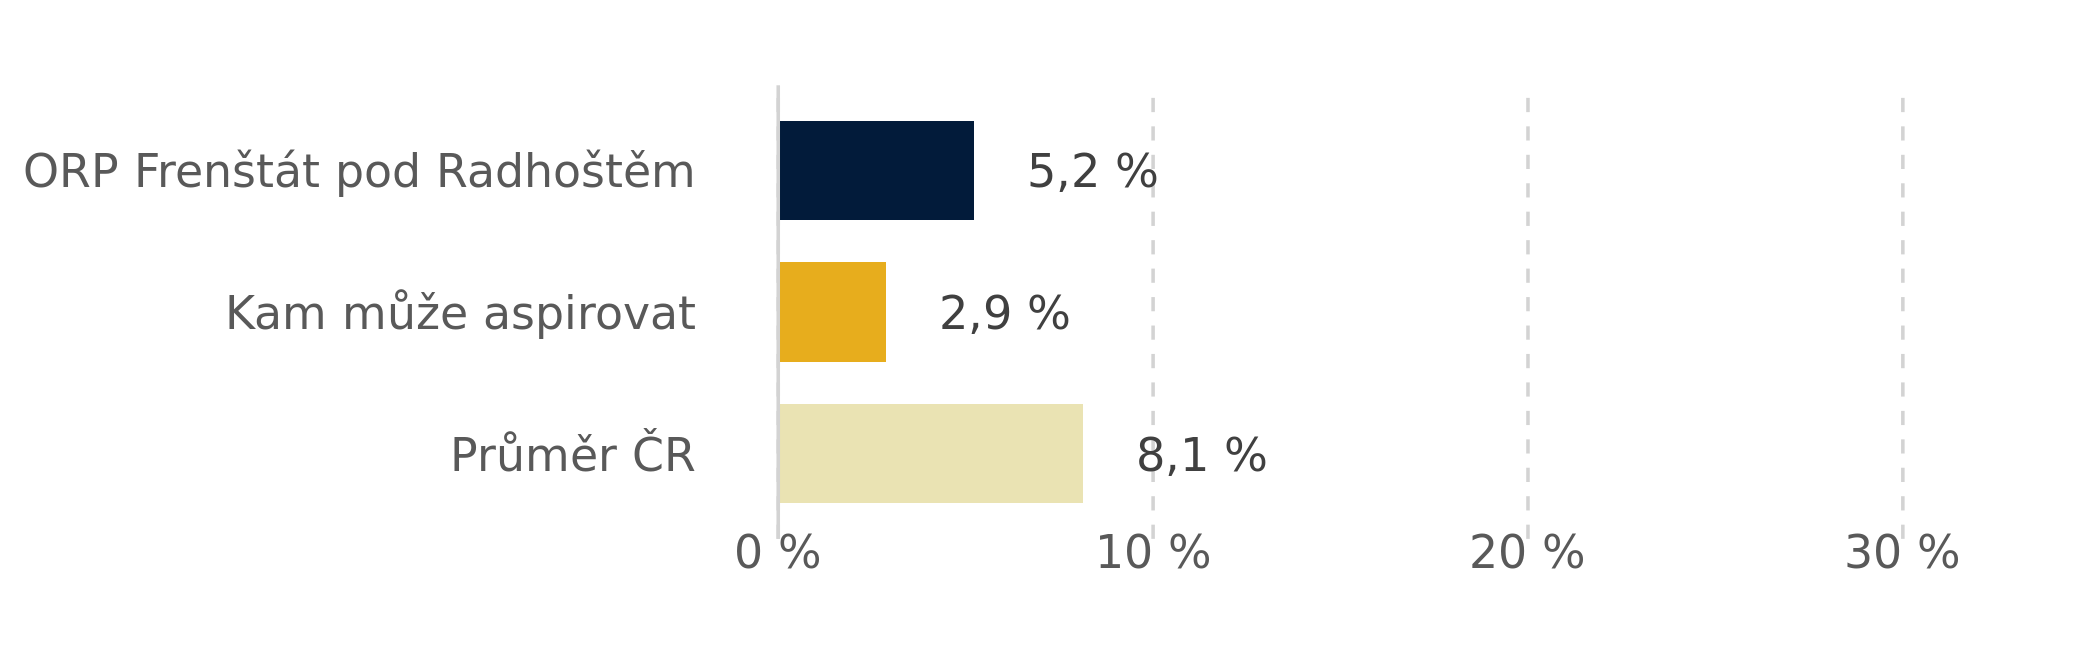 ORP Frenštát pod Radhoštěm 5,2 %
Kam může aspirovat 2,9 %
Průměr ČR 8,1 %
0 % 10 % 20 % 30 %